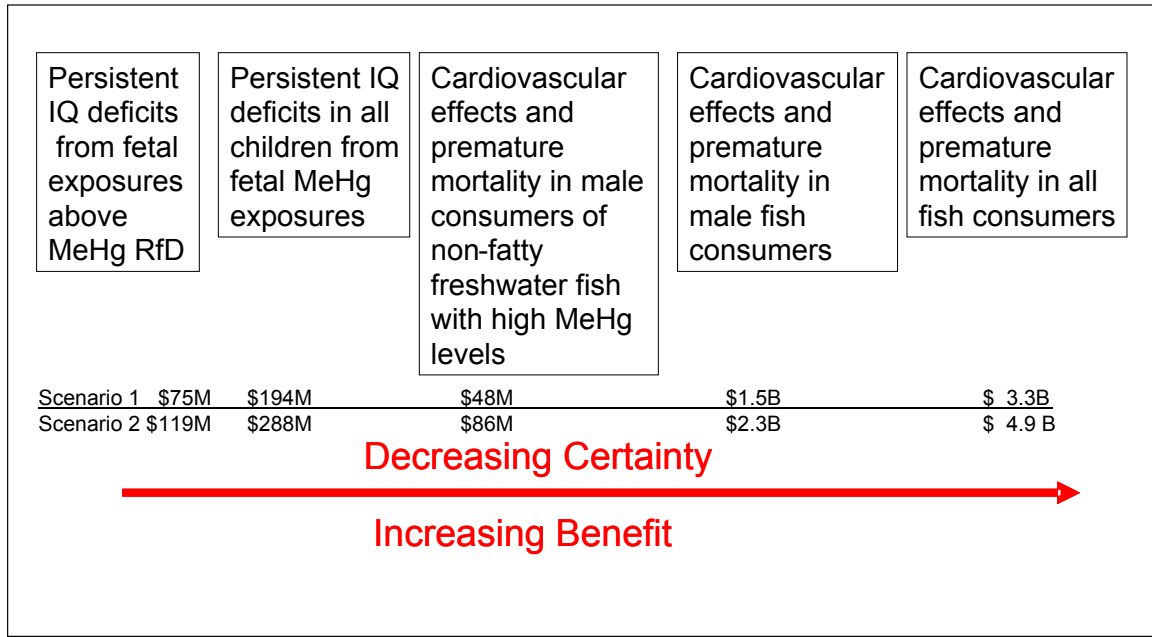 Persistent
IQ deficits
from fetal
exposures
above
MeHg RfD
Persistent IQ
deficits in all
children from
fetal MeHg
exposures
Cardiovascular
effects and
premature
mortality in male
consumers of
non-fatty
freshwater fish
with high MeHg
levels
Cardiovascular
effects and
premature
mortality in
male fish
consumers
Cardiovascular
effects and
premature
mortality in all
fish consumers
Scenario 1 $75M $194M $48M $1.5B $ 3.3B
Scenario 2 $119M $288M $86M $2.3B $ 4.9 B
Decreasing Certainty
Increasing Benefit